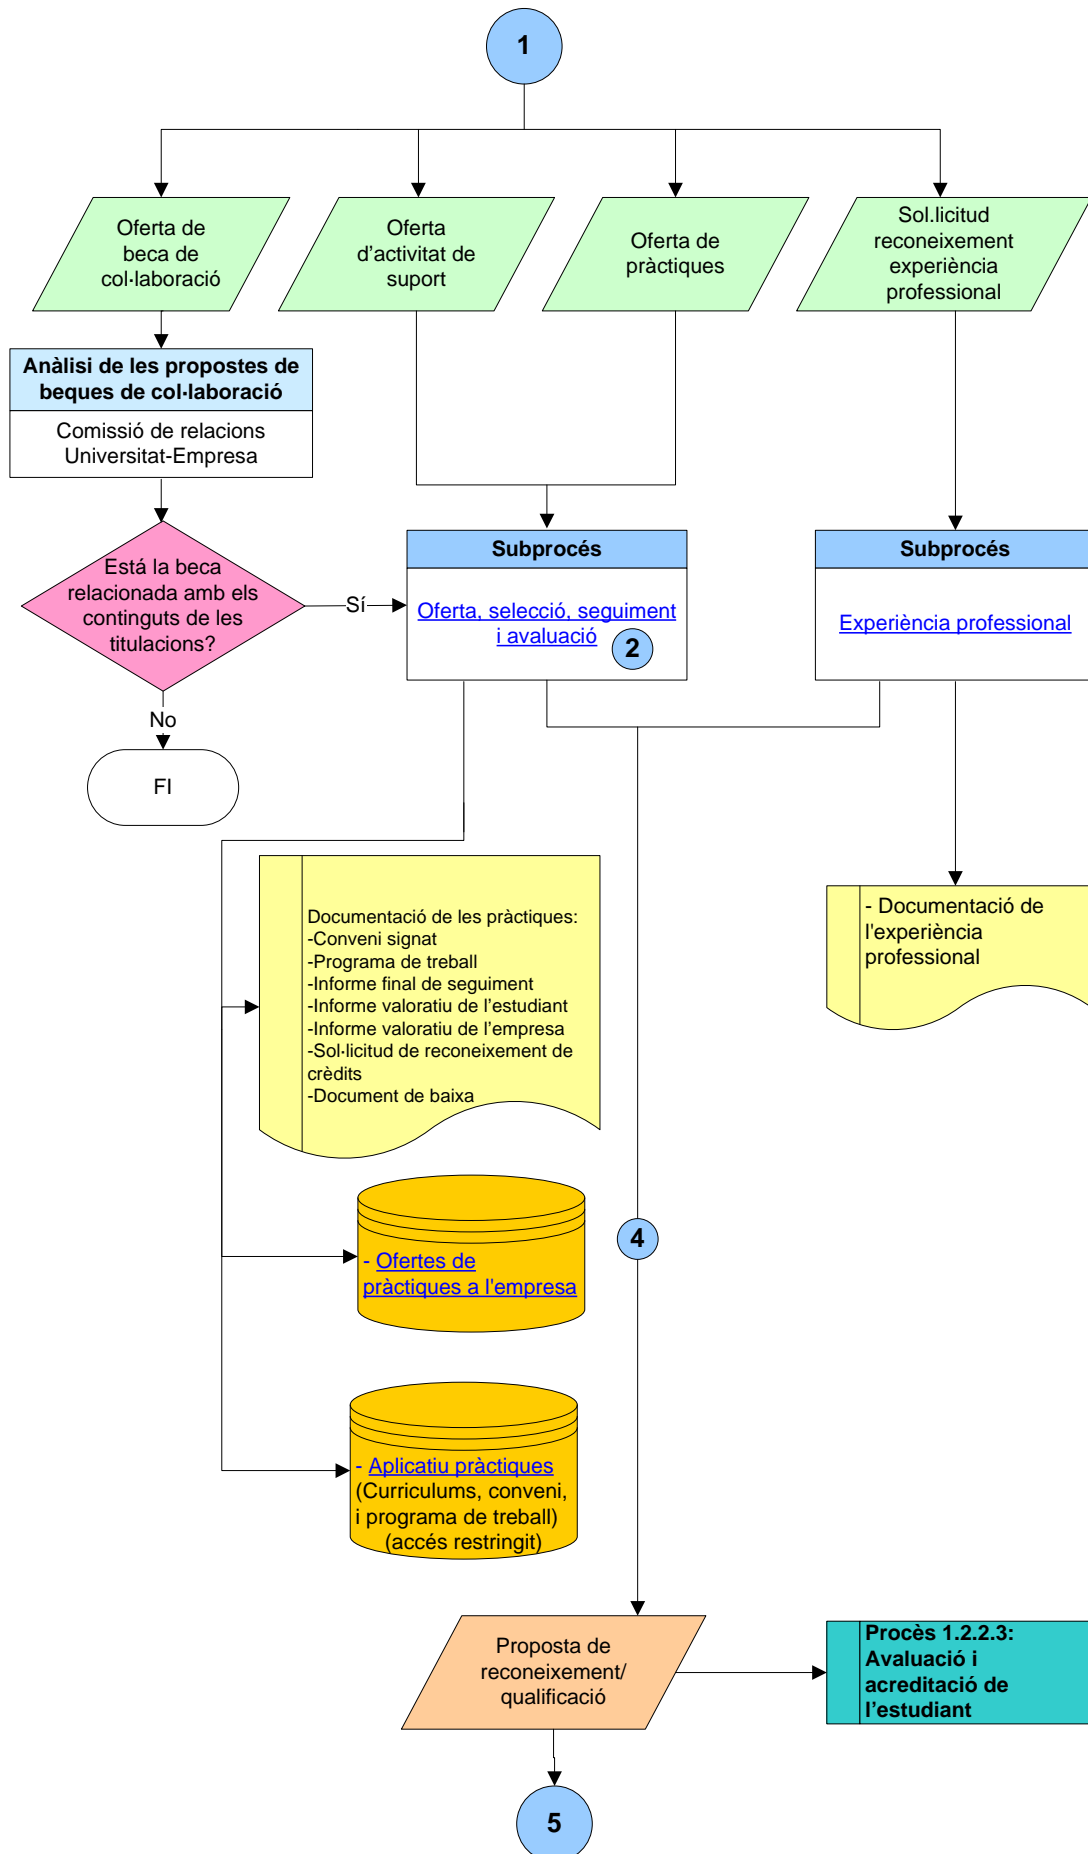 1
Oferta de
beca de
col·laboració
Oferta
d’activitat de
suport
Oferta de
pràctiques
Sol.licitud
reconeixement
experiència
professional
Anàlisi de les propostes de
beques de col·laboració
Comissió de relacions
Universitat-Empresa
Está la beca
relacionada amb els
continguts de les
titulacions?
Sí
No
FI
Subprocés
Oferta, selecció, seguiment
i avaluació
2
Subprocés
Experiència professional
Documentació de les pràctiques:
-Conveni signat
-Programa de treball
-Informe final de seguiment
-Informe valoratiu de l’estudiant
-Informe valoratiu de l’empresa
-Sol·licitud de reconeixement de
crèdits
-Document de baixa
- Documentació de
l'experiència
professional
- Ofertes de
pràctiques a l'empresa
4
- Aplicatiu pràctiques
(Curriculums, conveni,
i programa de treball)
(accés restringit)
Proposta de
reconeixement/
qualificació
Procès 1.2.2.3:
Avaluació i
acreditació de
l’estudiant
5